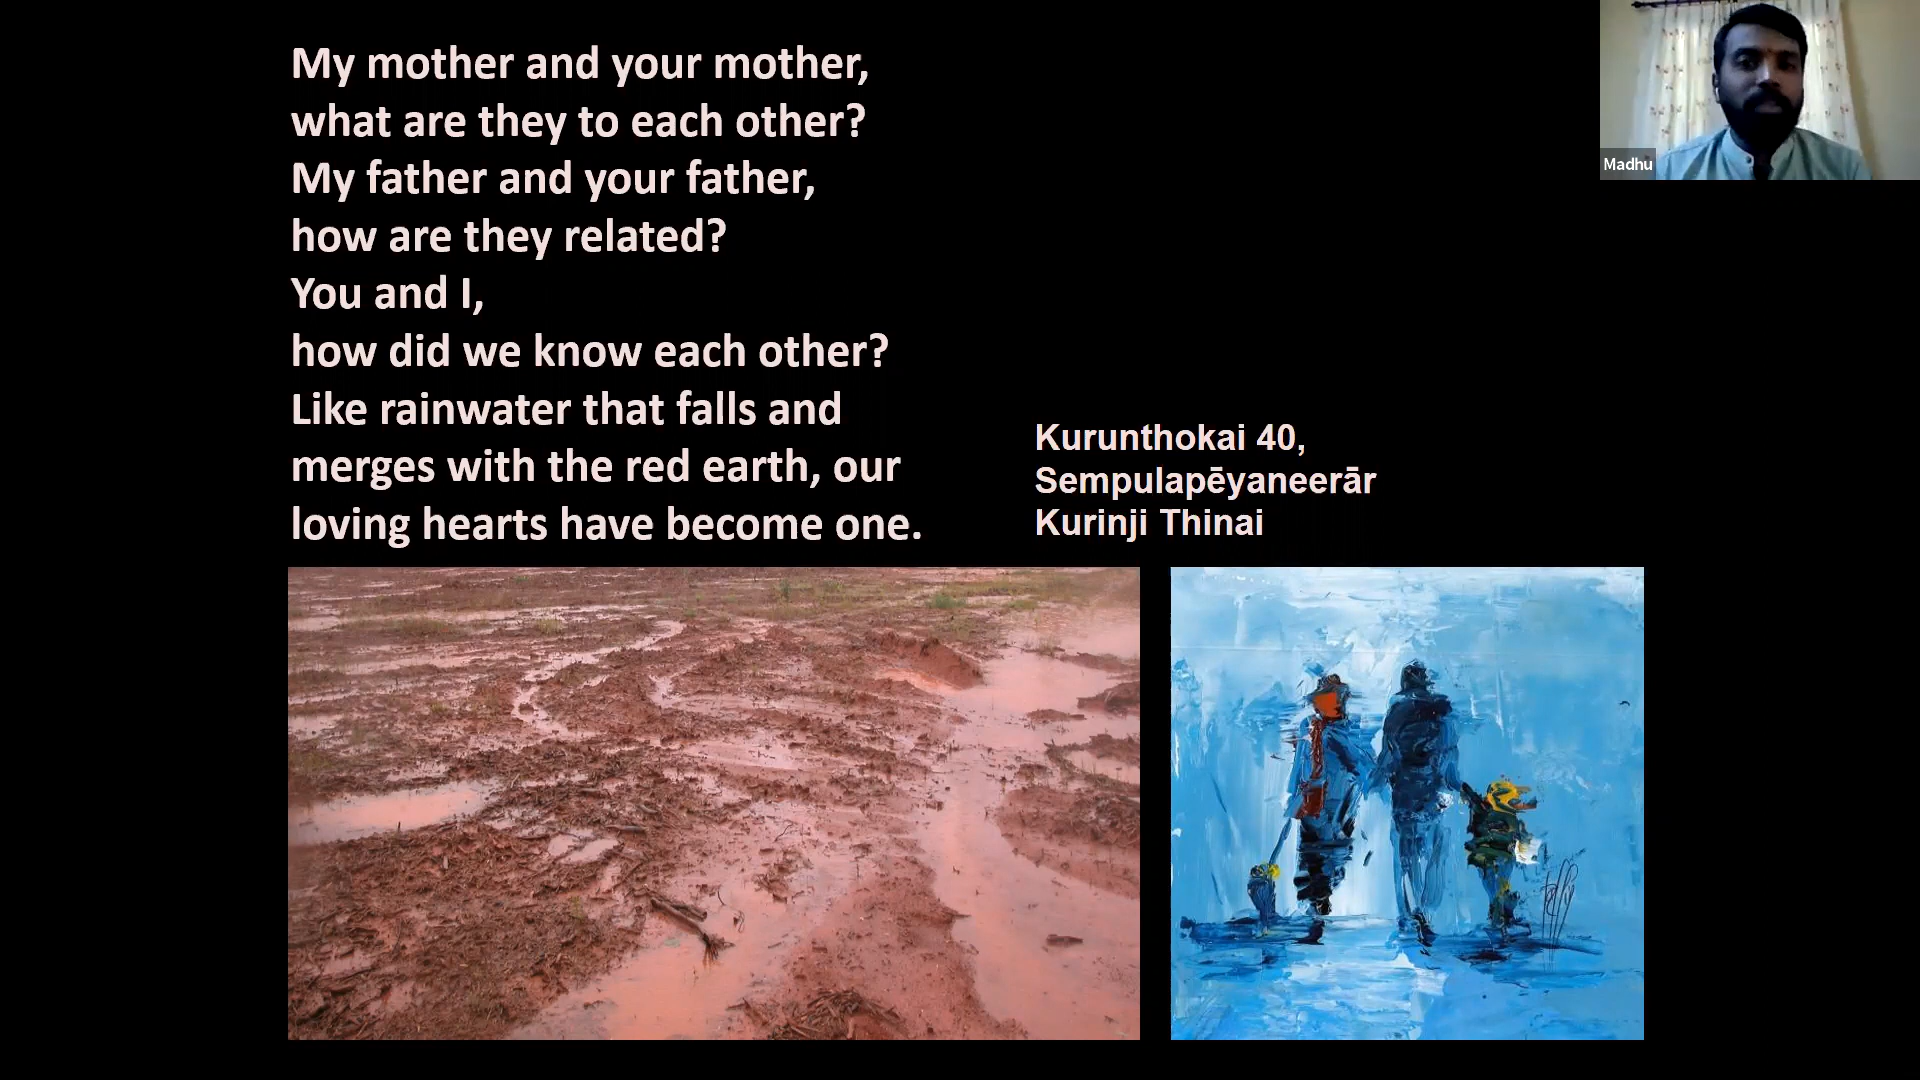 My mother and your mother,
what are they to each other?
My father and your father,
how are they related?
You and I,
how did we know each other?
Like rainwater that falls and
merges with the red earth, our
loving hearts have become one.
Kurunthokai 40,
Sempulapēyaneerār
Kurinji Thinai
Madhu